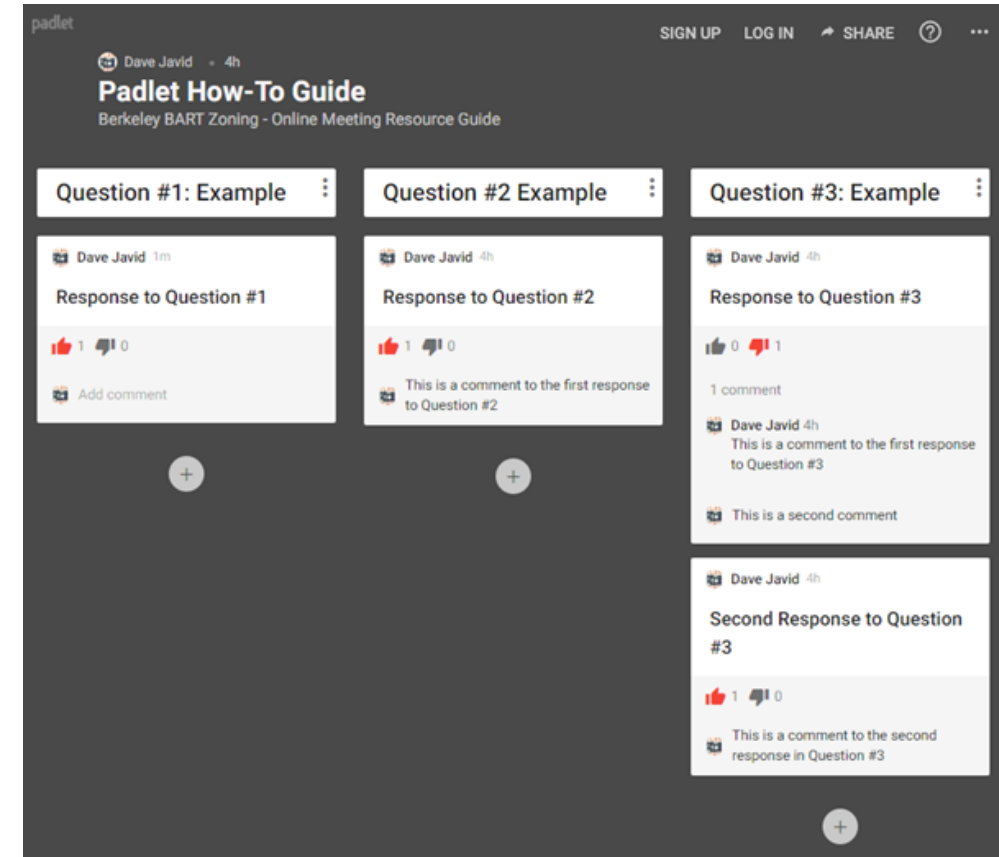 padlet
SIGN UP LOG IN SHARE ? ...
Dave Javid • 4h
Padlet How-To Guide
Berkeley BART Zoning - Online Meeting Resource Guide
Question #1: Example
Dave Javid 1m
Response to Question #1
1 0
Add comment
+
Question #2 Example
Dave Javid 4h
Response to Question #2
1 0
This is a comment to the first response
to Question #2
+
Question #3: Example
Dave Javid 4h
Response to Question #3
0 1
1 comment
Dave Javid 4h
This is a comment to the first response
to Question #3
This is a second comment
Dave Javid 4h
Second Response to Question
#3
1 0
This is a comment to the second
response in Question #3
+